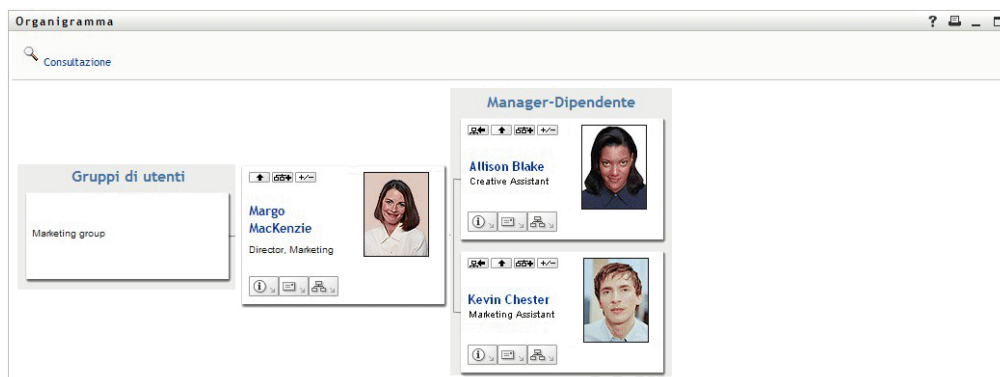 Organigramma
?
Consultazione
Manager-Dipendente
+/−
Allison Blake
Creative Assistant
Gruppi di utenti
Marketing group
+/−
Margo
MacKenzie
Director, Marketing
+/−
Kevin Chester
Marketing Assistant